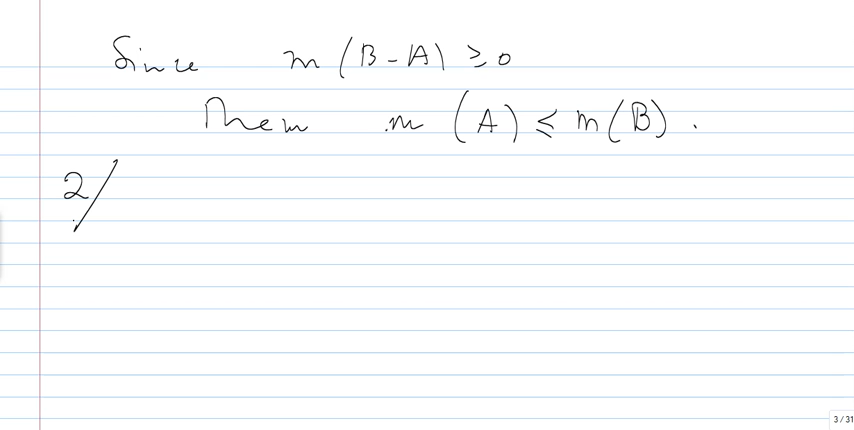 Since m (B - A) ≥ 0
Then m (A) ≤ m (B) .
2/
3 / 31